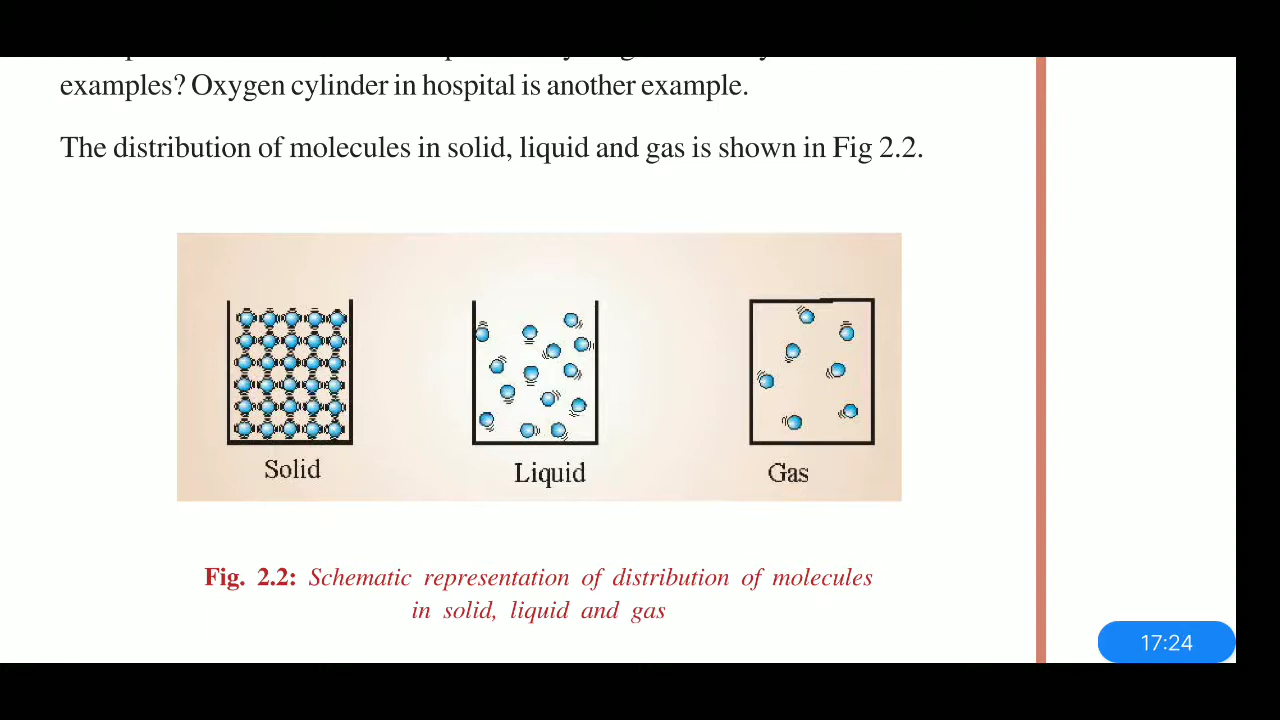 examples? Oxygen cylinder in hospital is another example.
The distribution of molecules in solid, liquid and gas is shown in Fig 2.2.
Solid
Liquid
Gas
Fig. 2.2: Schematic representation of distribution of molecules
in solid, liquid and gas
17:24